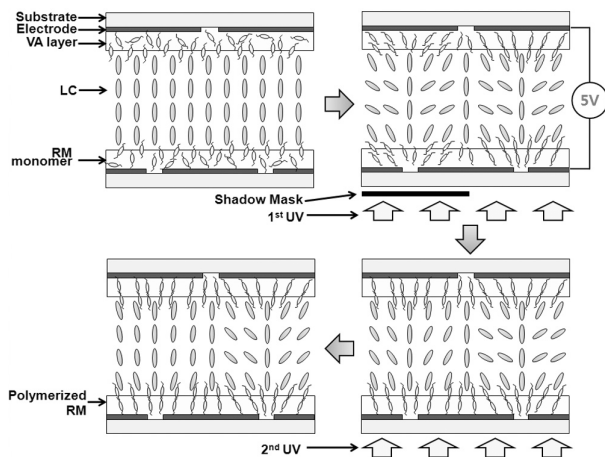 Substrate
Electrode
VA layer
LC
RM
monomer
5V
Shadow Mask
1st UV
Polymerized
RM
2nd UV